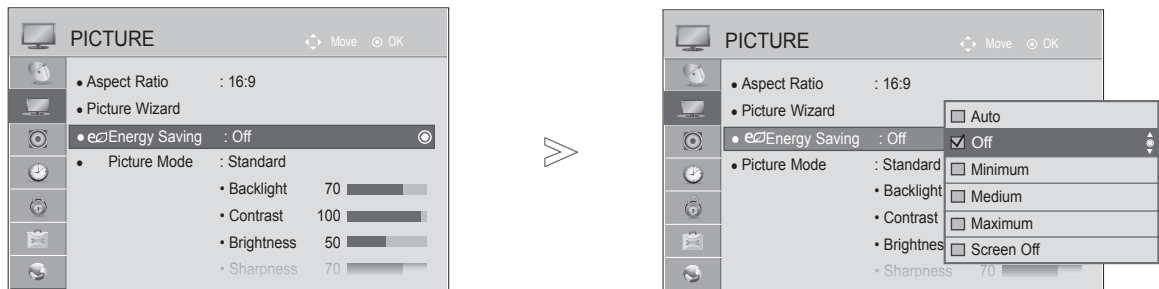 PICTURE Move OK
• Aspect Ratio : 16:9
• Picture Wizard
• Energy Saving : Off
• Picture Mode : Standard
• Backlight 70
• Contrast 100
• Brightness 50
• Sharpness 70
PICTURE Move OK
• Aspect Ratio : 16:9
• Picture Wizard
• Energy Saving : Off
• Picture Mode : Standard
• Backlight
• Contrast
• Brightnes
• Sharpness 70
Auto
Off
Minimum
Medium
Maximum
Screen Off